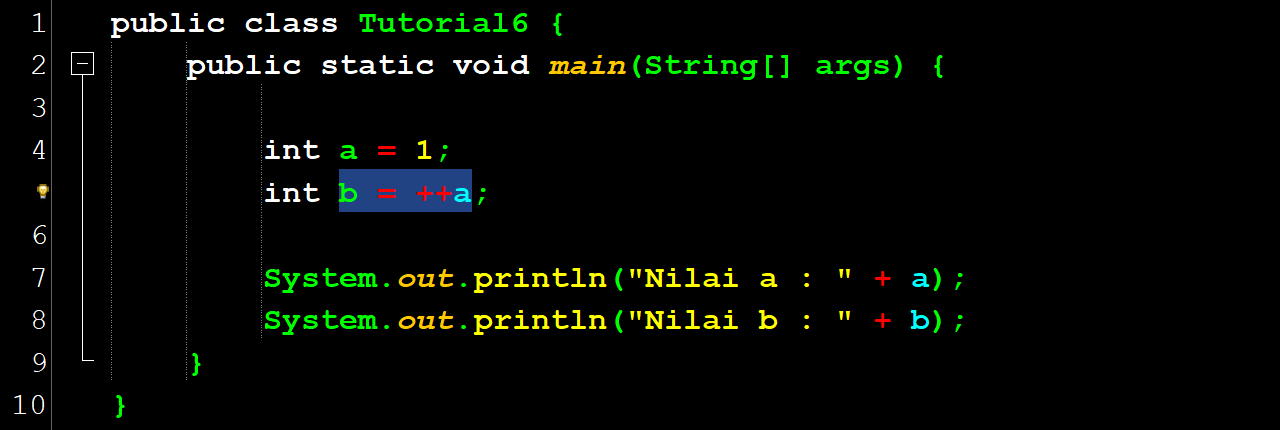 1 public class Tutorial6 {
2 public static void main(String[] args) {
3
4 int a = 1;
int b = ++a;
6
7 System.out.println("Nilai a : " + a);
8 System.out.println("Nilai b : " + b);
9 }
10 }